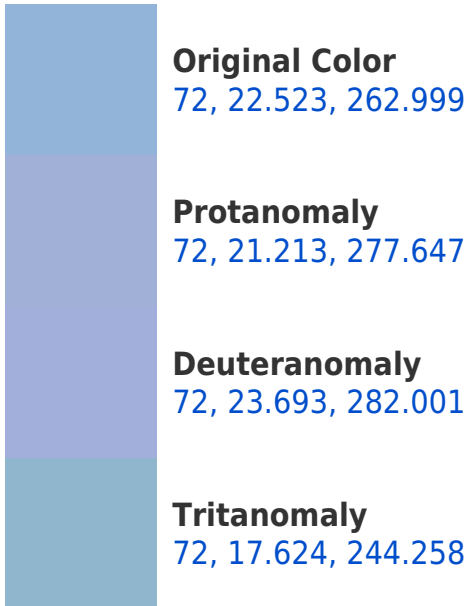 Original Color
72, 22.523, 262.999
Protanomaly
72, 21.213, 277.647
Deuteranomaly
72, 23.693, 282.001
Tritanomaly
72, 17.624, 244.258